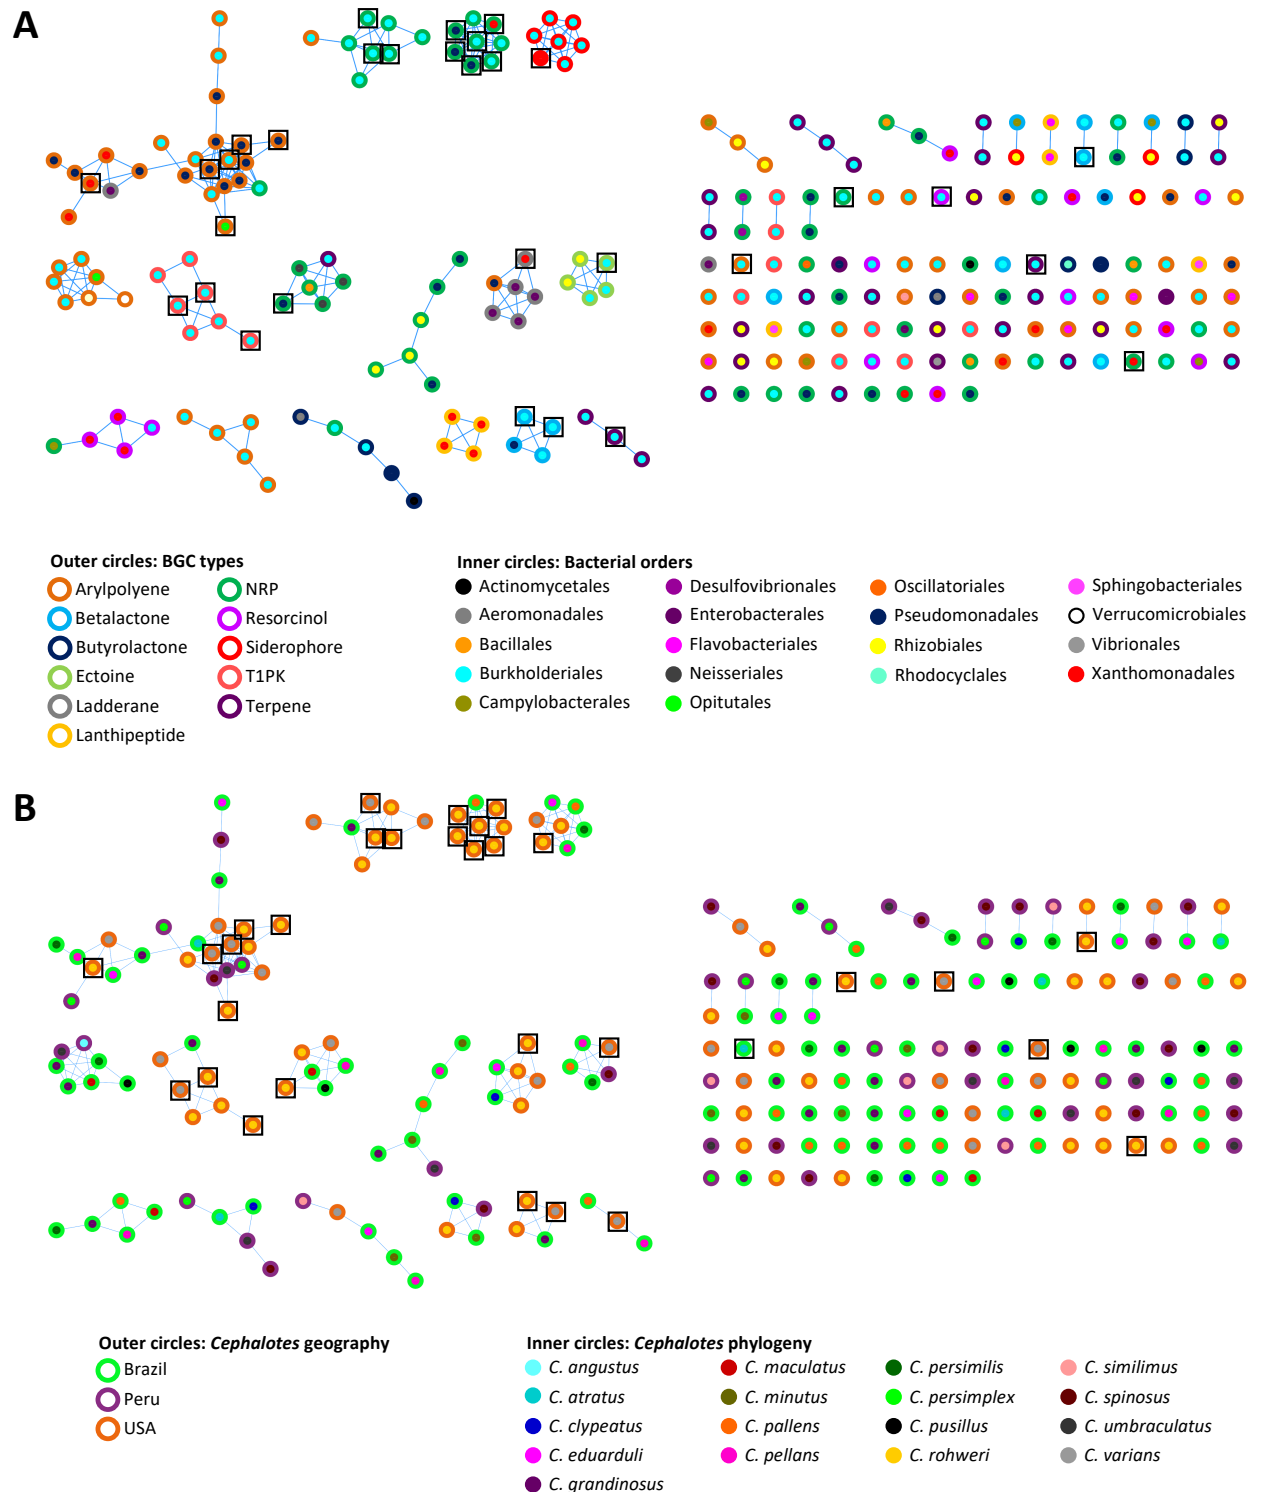 A
Outer circles: BGC types
Arylpolyene
Betalactone
Butyrolactone
Ectoine
Ladderane
Lanthipeptide
NRP
Resorcinol
Siderophore
T1PK
Terpene
Inner circles: Bacterial orders
Actinomycetales
Aeromonadales
Bacillales
Burkholderiales
Campylobacterales
Desulfovibrionales
Enterobacterales
Flavobacteriales
Neisseriales
Opitutales
Oscillatoriales
Pseudomonadales
Rhizobiales
Rhodocyclales
Sphingobacteriales
Verrucomicrobiales
Vibrionales
Xanthomonadales
B
Outer circles: Cephalotes geography
Brazil
Peru
USA
Inner circles: Cephalotes phylogeny
C. angustus
C. atratus
C. clypeatus
C. eduarduli
C. grandinosus
C. maculatus
C. minutus
C. pallens
C. pellans
C. persimilis
C. persimplex
C. pusillus
C. rohweri
C. similimus
C. spinosus
C. umbraculatus
C. varians